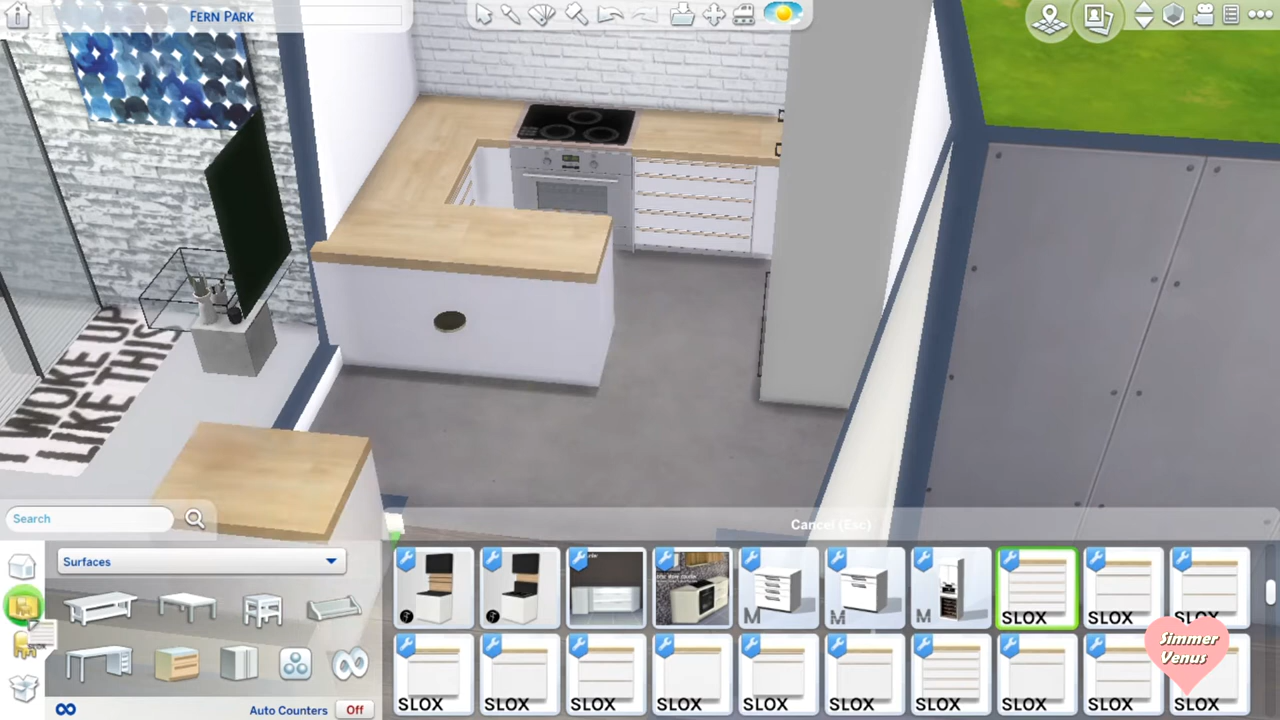 FERN PARK
I WOKE UP
LIKE THIS
Search
Cancel (Esc)
Surfaces
M
M
M
SLOX
SLOX
SLOX
SLOX
SLOX
SLOX
SLOX
SLOX
SLOX
SLOX
SLOX
SLOX
SLOX
Simmer
Venus
Auto Counters
Off